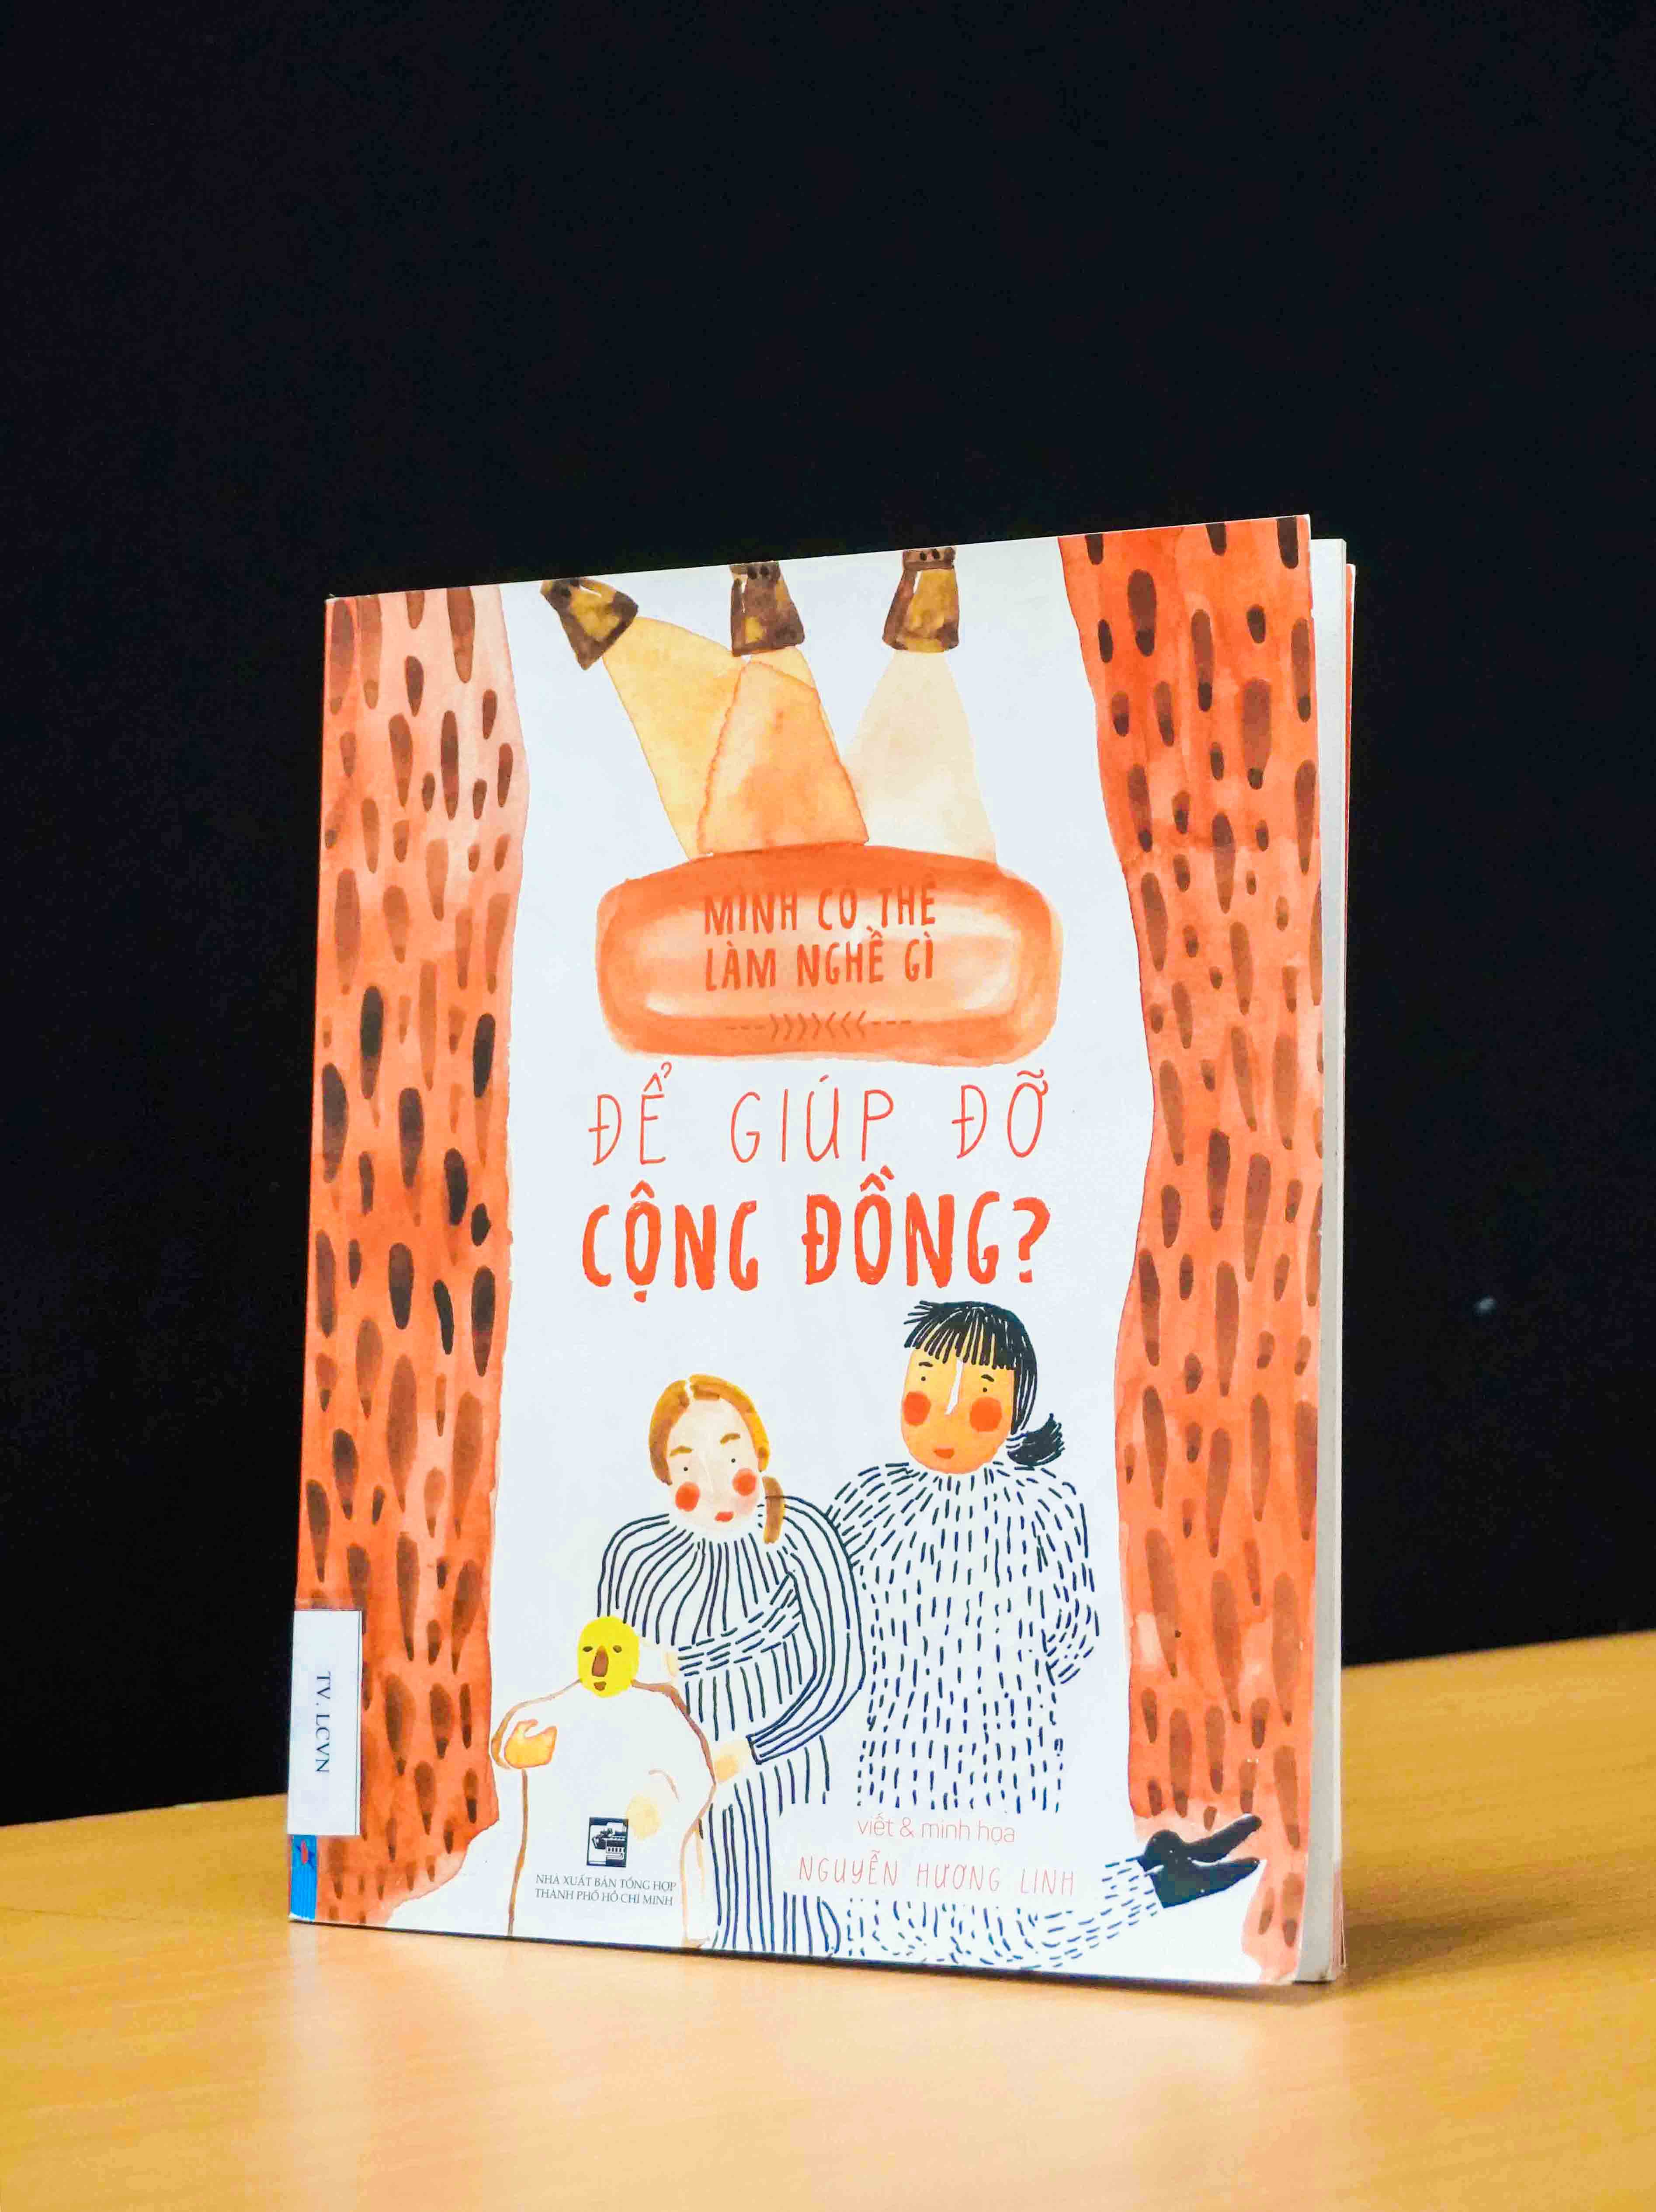 MÌNH CÓ THỂ
LÀM NGHỀ GÌ
ĐỂ GIÚP ĐỠ
CỘNG ĐỒNG?
viết & minh họa
NGUYỄN HƯƠNG LINH
NHÀ XUẤT BẢN TỔNG HỢP
THÀNH PHỐ HỒ CHÍ MINH
TV. LCVN